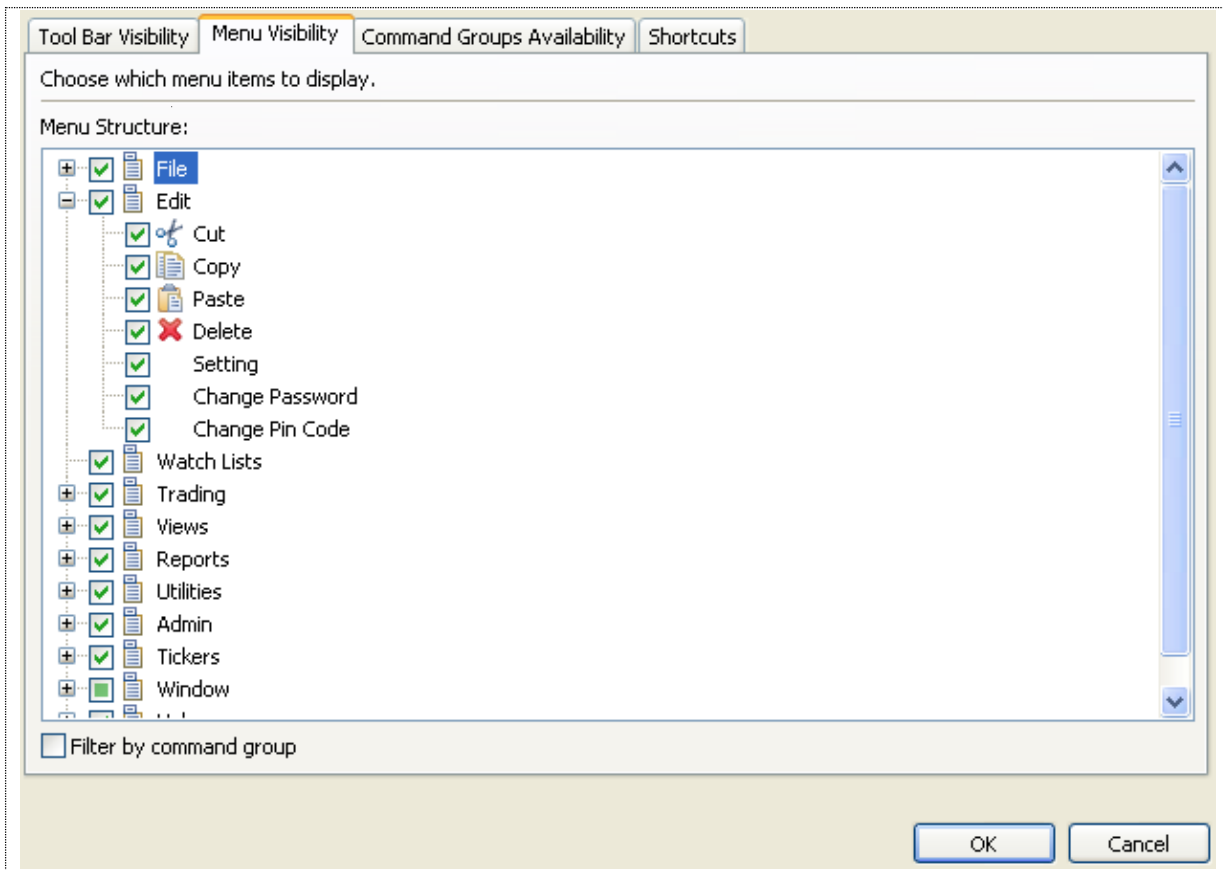 Tool Bar Visibility Menu Visibility Command Groups Availability Shortcuts
Choose which menu items to display.
Menu Structure:
File
Edit
Cut
Copy
Paste
Delete
Setting
Change Password
Change Pin Code
Watch Lists
Trading
Views
Reports
Utilities
Admin
Tickers
Window
Filter by command group
OK Cancel